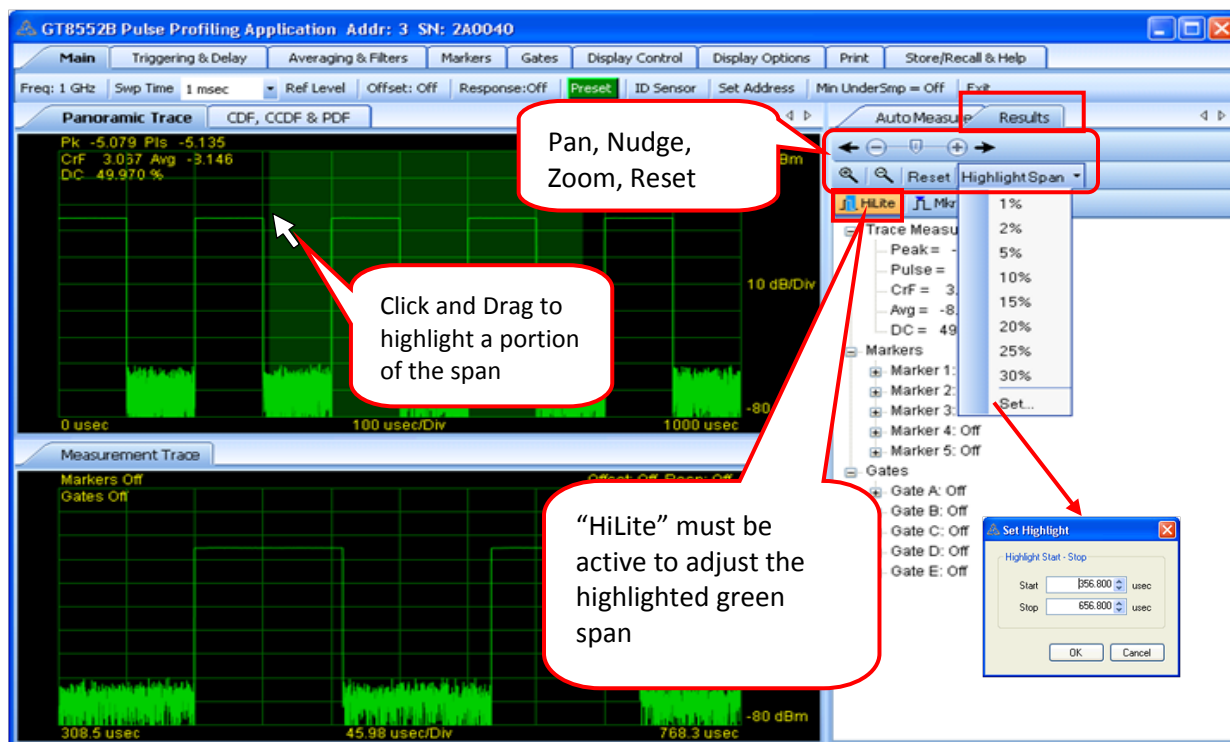 GT8552B Pulse Profiling Application Addr: 3 SN: 2A0040
Main Triggering & Delay Averaging & Filters Markers Gates Display Control Display Options Print Store/Recall & Help
Freq: 1 GHz Swp Time 1 msec Ref Level Offset: Off Response:Off Preset ID Sensor Set Address Min UnderSmp = Off Exit
Panoramic Trace CDF, CCDF & PDF
Pk -5.079 Pls -5.135
CrF 3.067 Avg -8.146
DC 49.970 %
dBm
10 dB/Div
-80
0 usec 100 usec/Div 1000 usec
Click and Drag to
highlight a portion
of the span
Pan, Nudge,
Zoom, Reset
Auto Measure Results
Reset Highlight Span
HiLite Mkr
1%
2%
5%
10%
15%
20%
25%
30%
Set...
Trace Measu
Peak = -
Pulse =
CrF = 3.
Avg = -8.
DC = 49
Markers
Marker 1:
Marker 2:
Marker 3:
Marker 4: Off
Marker 5: Off
Gates
Gate A: Off
Gate B: Off
Gate C: Off
Gate D: Off
Gate E: Off
Measurement Trace
Markers Off
Gates Off
Offset: Off Resp: Off
-80 dBm
308.5 usec 45.98 usec/Div 768.3 usec
“HiLite” must be
active to adjust the
highlighted green
span
Set Highlight
Highlight Start - Stop
Start 356.800 usec
Stop 656.800 usec
OK Cancel